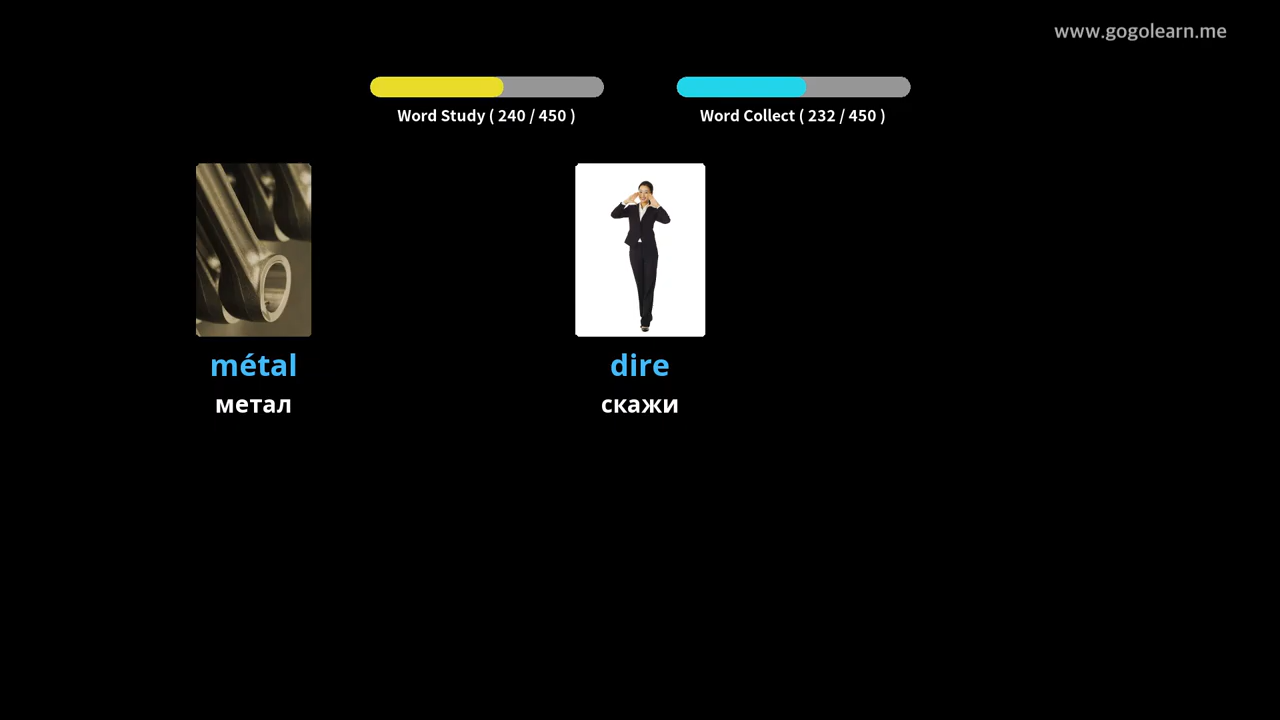 www.gogolearn.me
Word Study ( 240 / 450 )
Word Collect ( 232 / 450 )
métal
метал
dire
скажи